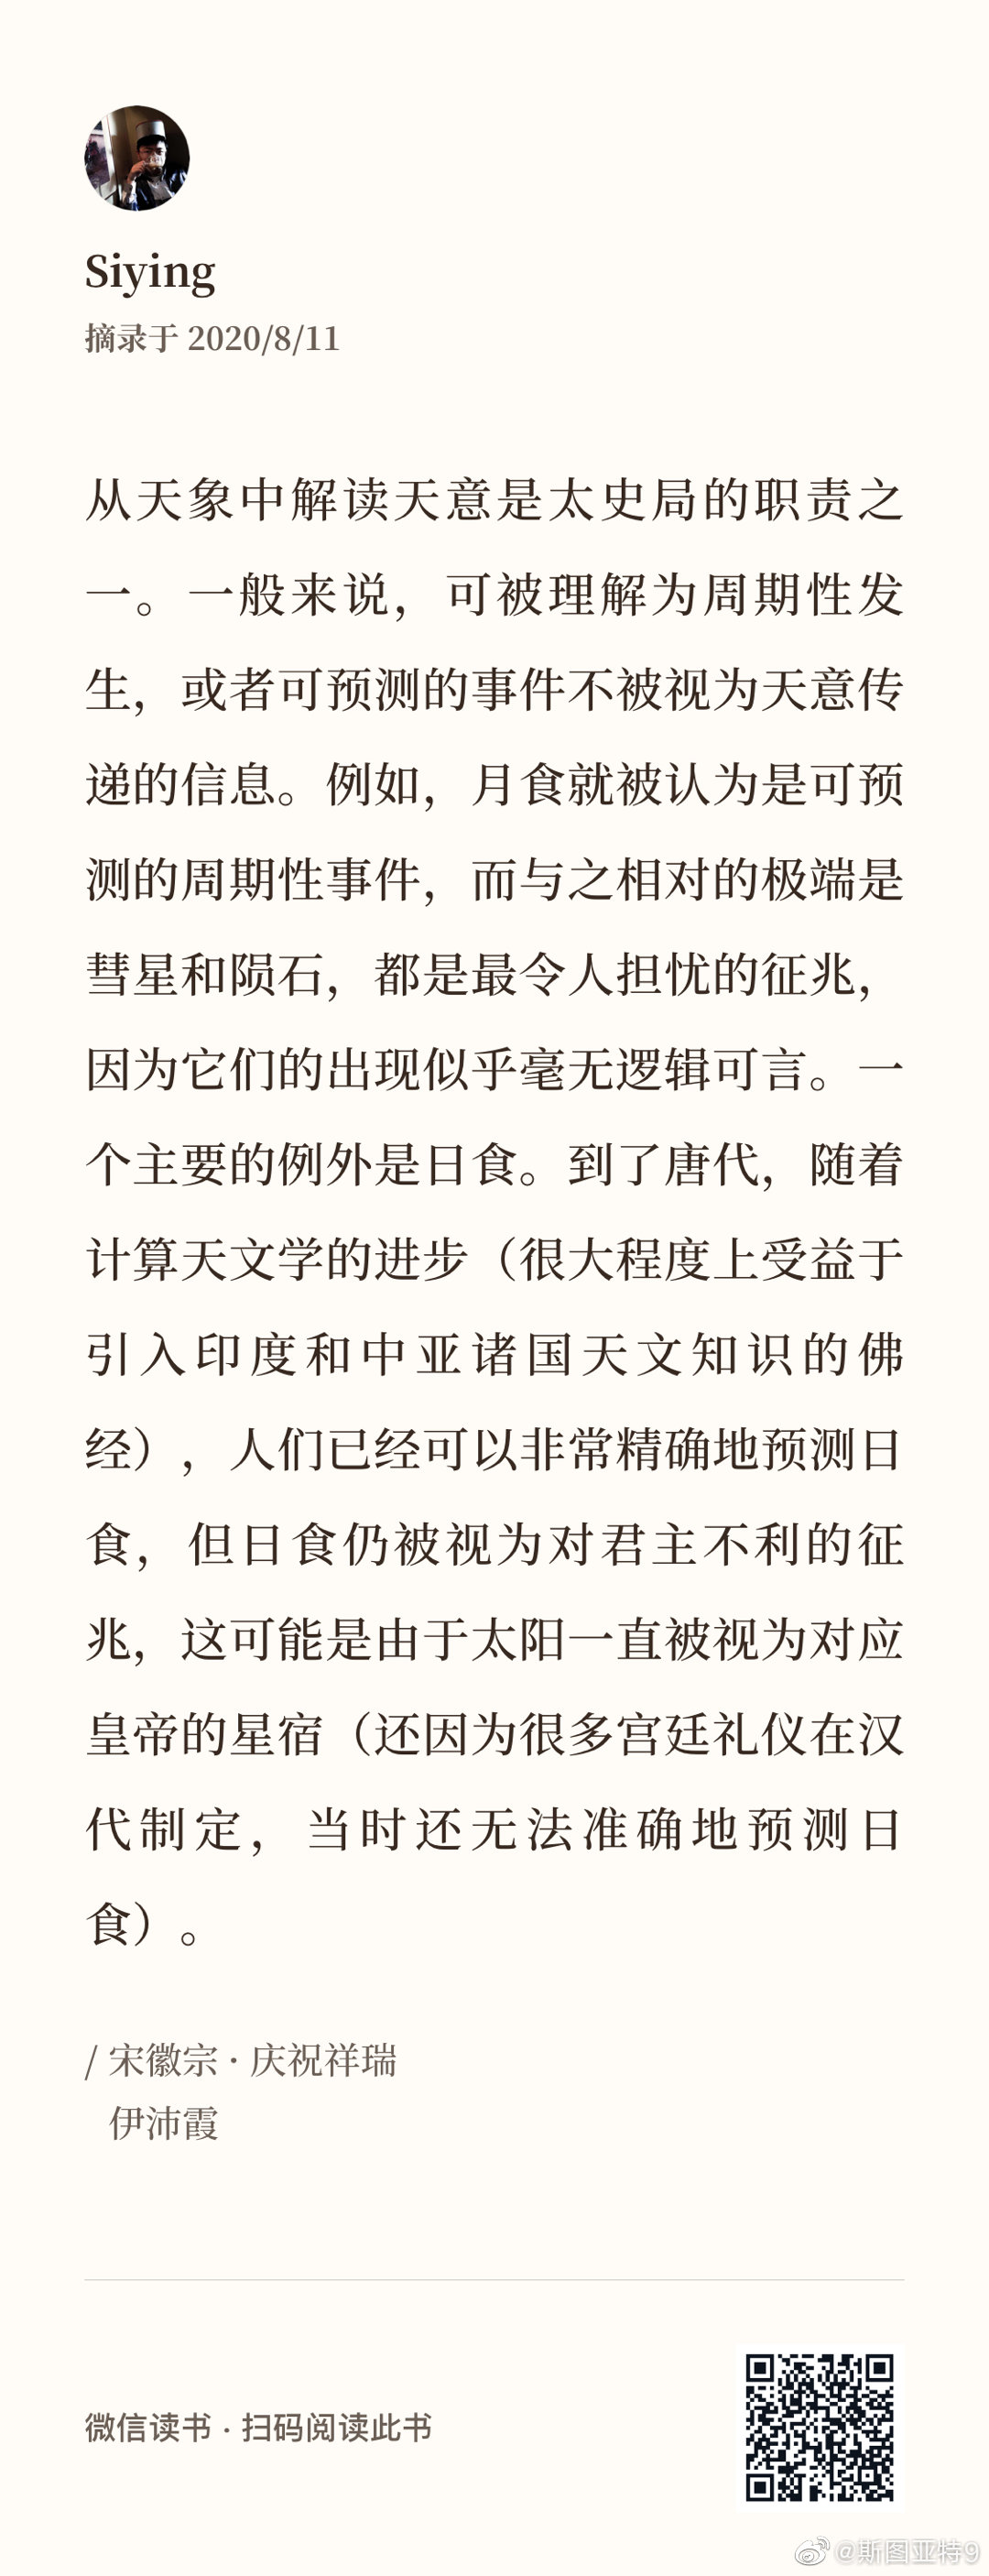 Siying
摘录于 2020/8/11
从天象中解读天意是太史局的职责之
一。一般来说，可被理解为周期性发
生，或者可预测的事件不被视为天意传
递的信息。例如，月食就被认为是可预
测的周期性事件，而与之相对的极端是
彗星和陨石，都是最令人担忧的征兆，
因为它们的出现似乎毫无逻辑可言。一
个主要的例外是日食。到了唐代，随着
计算天文学的进步（很大程度上受益于
引入印度和中亚诸国天文知识的佛
经），人们已经可以非常精确地预测日
食，但日食仍被视为对君主不利的征
兆，这可能是由于太阳一直被视为对应
皇帝的星宿（还因为很多宫廷礼仪在汉
代制定，当时还无法准确地预测日
食）。
/ 宋徽宗 · 庆祝祥瑞
伊沛霞
微信读书 · 扫码阅读此书
@斯图亚特9